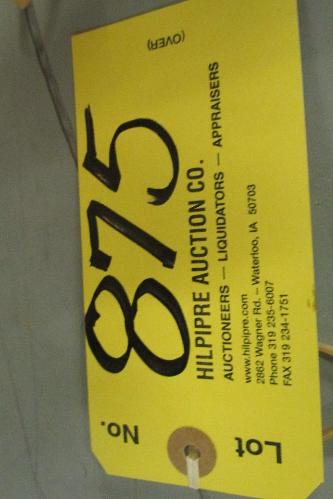 Lot No.
875
HILPIPRE AUCTION CO.
AUCTIONEERS — LIQUIDATORS — APPRAISERS
www.hilpipre.com
2862 Wagner Rd. – Waterloo, IA 50703
Phone 319 235-6007
FAX 319 234-1751
(OVER)